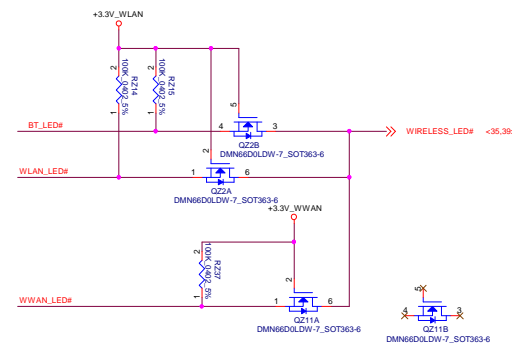 +3.3V_WLAN
2
2
RZ14
100K_0402_5%
RZ15
100K_0402_5%
1
1
5
BT_LED#
4
3
WIRELESS_LED#
<35,39>
QZ2B
DMN66D0LDW-7_SOT363-6
2
WLAN_LED#
1
6
QZ2A
DMN66D0LDW-7_SOT363-6
+3.3V_WWAN
2
RZ37
100K_0402_5%
1
2
5
WWAN_LED#
1
6
4
3
QZ11A
DMN66D0LDW-7_SOT363-6
QZ11B
DMN66D0LDW-7_SOT363-6